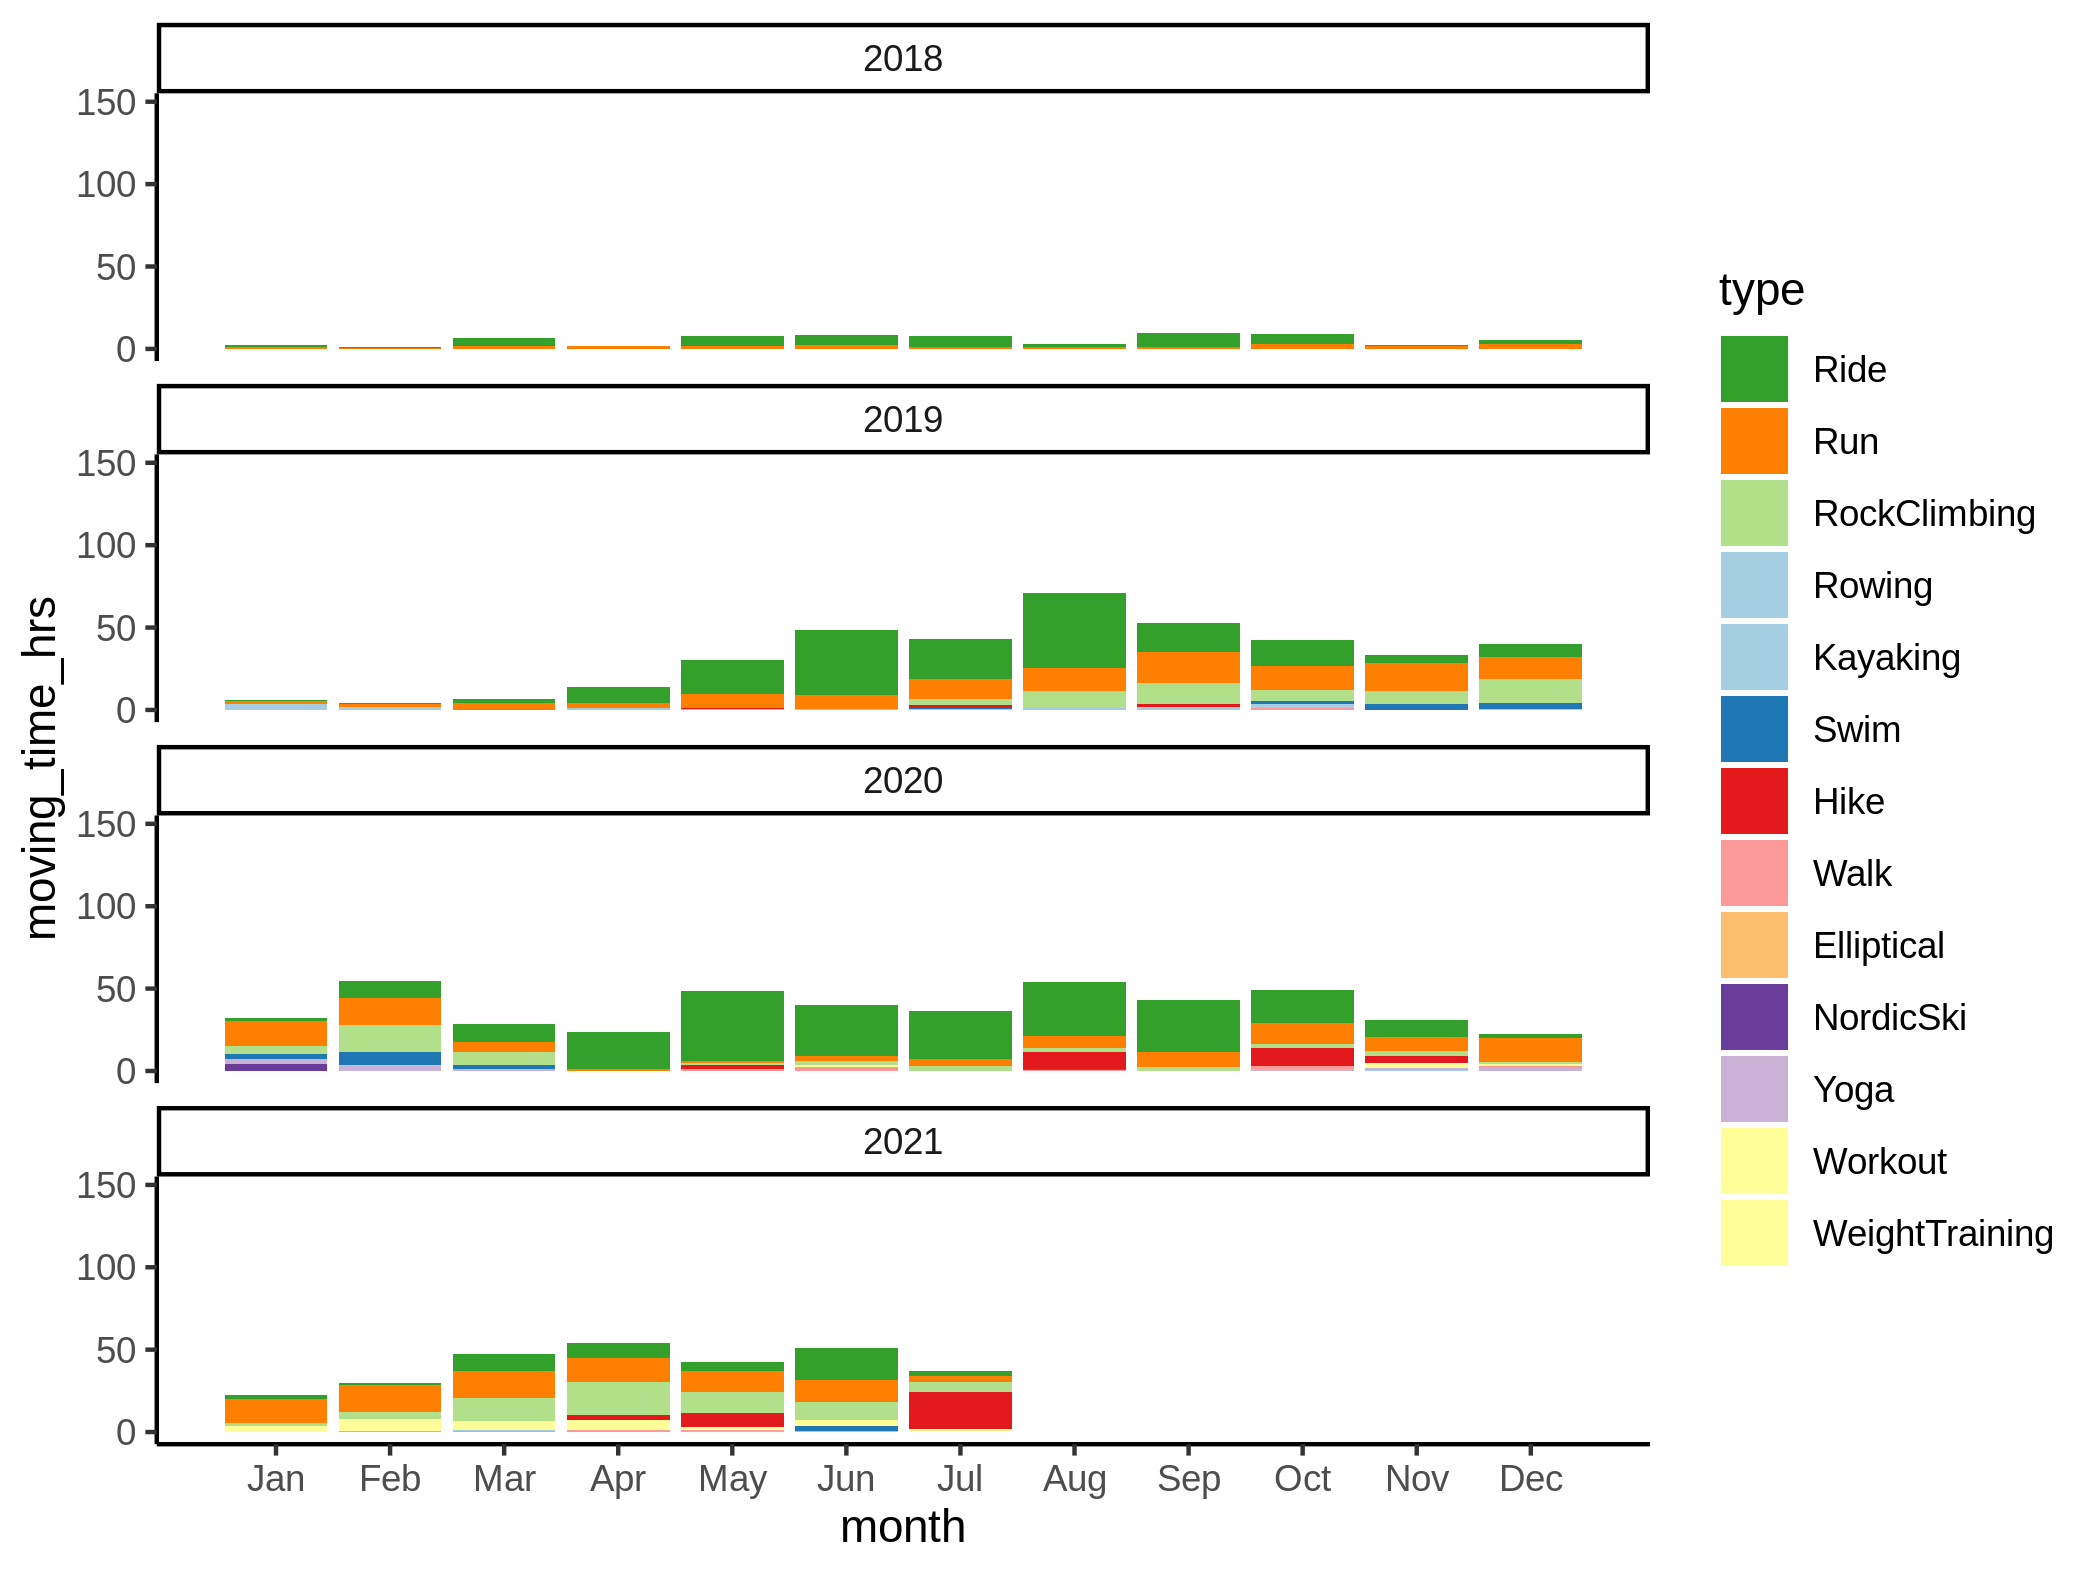 2018
150
100
50
0
2019
150
100
50
0
2020
150
100
50
0
2021
150
100
50
0
Jan Feb Mar Apr May Jun Jul Aug Sep Oct Nov Dec
month
moving_time_hrs
type
Ride
Run
RockClimbing
Rowing
Kayaking
Swim
Hike
Walk
Elliptical
NordicSki
Yoga
Workout
WeightTraining